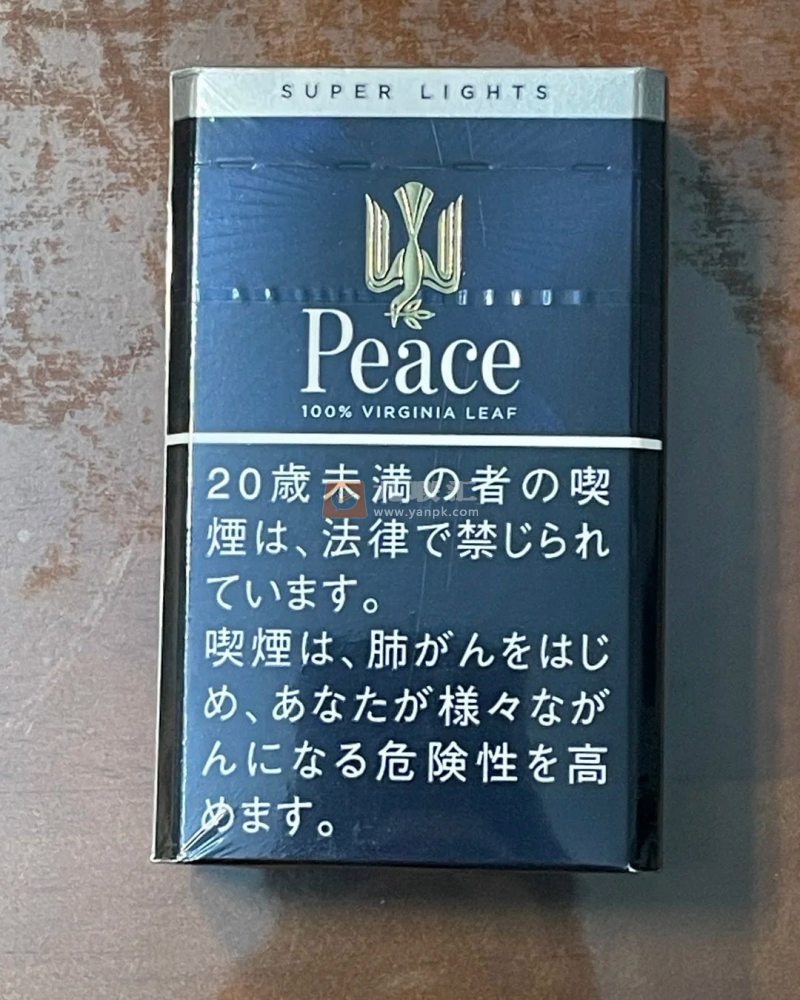 SUPER LIGHTS
Peace
100% VIRGINIA LEAF
20歳未満の者の喫
煙は、法律で禁じられ
ています。
喫煙は、肺がんをはじ
め、あなたが様々なが
んになる危険性を高
めます。
www.yanpk.com